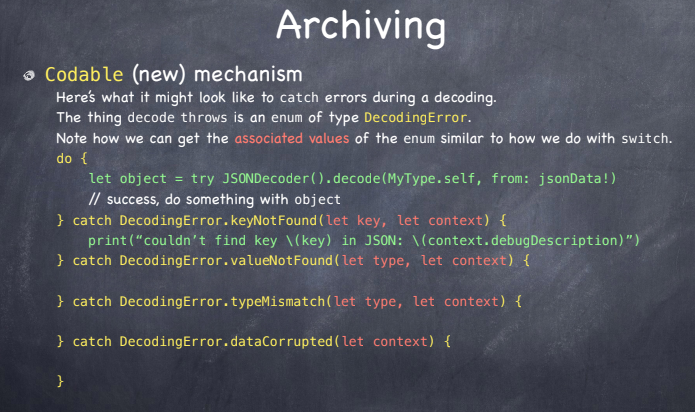 Archiving
Codable (new) mechanism
Here's what it might look like to catch errors during a decoding.
The thing decode throws is an enum of type DecodingError.
Note how we can get the associated values of the enum similar to how we do with switch.
do {
    let object = try JSONDecoder().decode(MyType.self, from: jsonData!)
    // success, do something with object
} catch DecodingError.keyNotFound(let key, let context) {
    print(“couldn't find key \(key) in JSON: \(context.debugDescription)”)
} catch DecodingError.valueNotFound(let type, let context) {
} catch DecodingError.typeMismatch(let type, let context) {
} catch DecodingError.dataCorrupted(let context) {
}